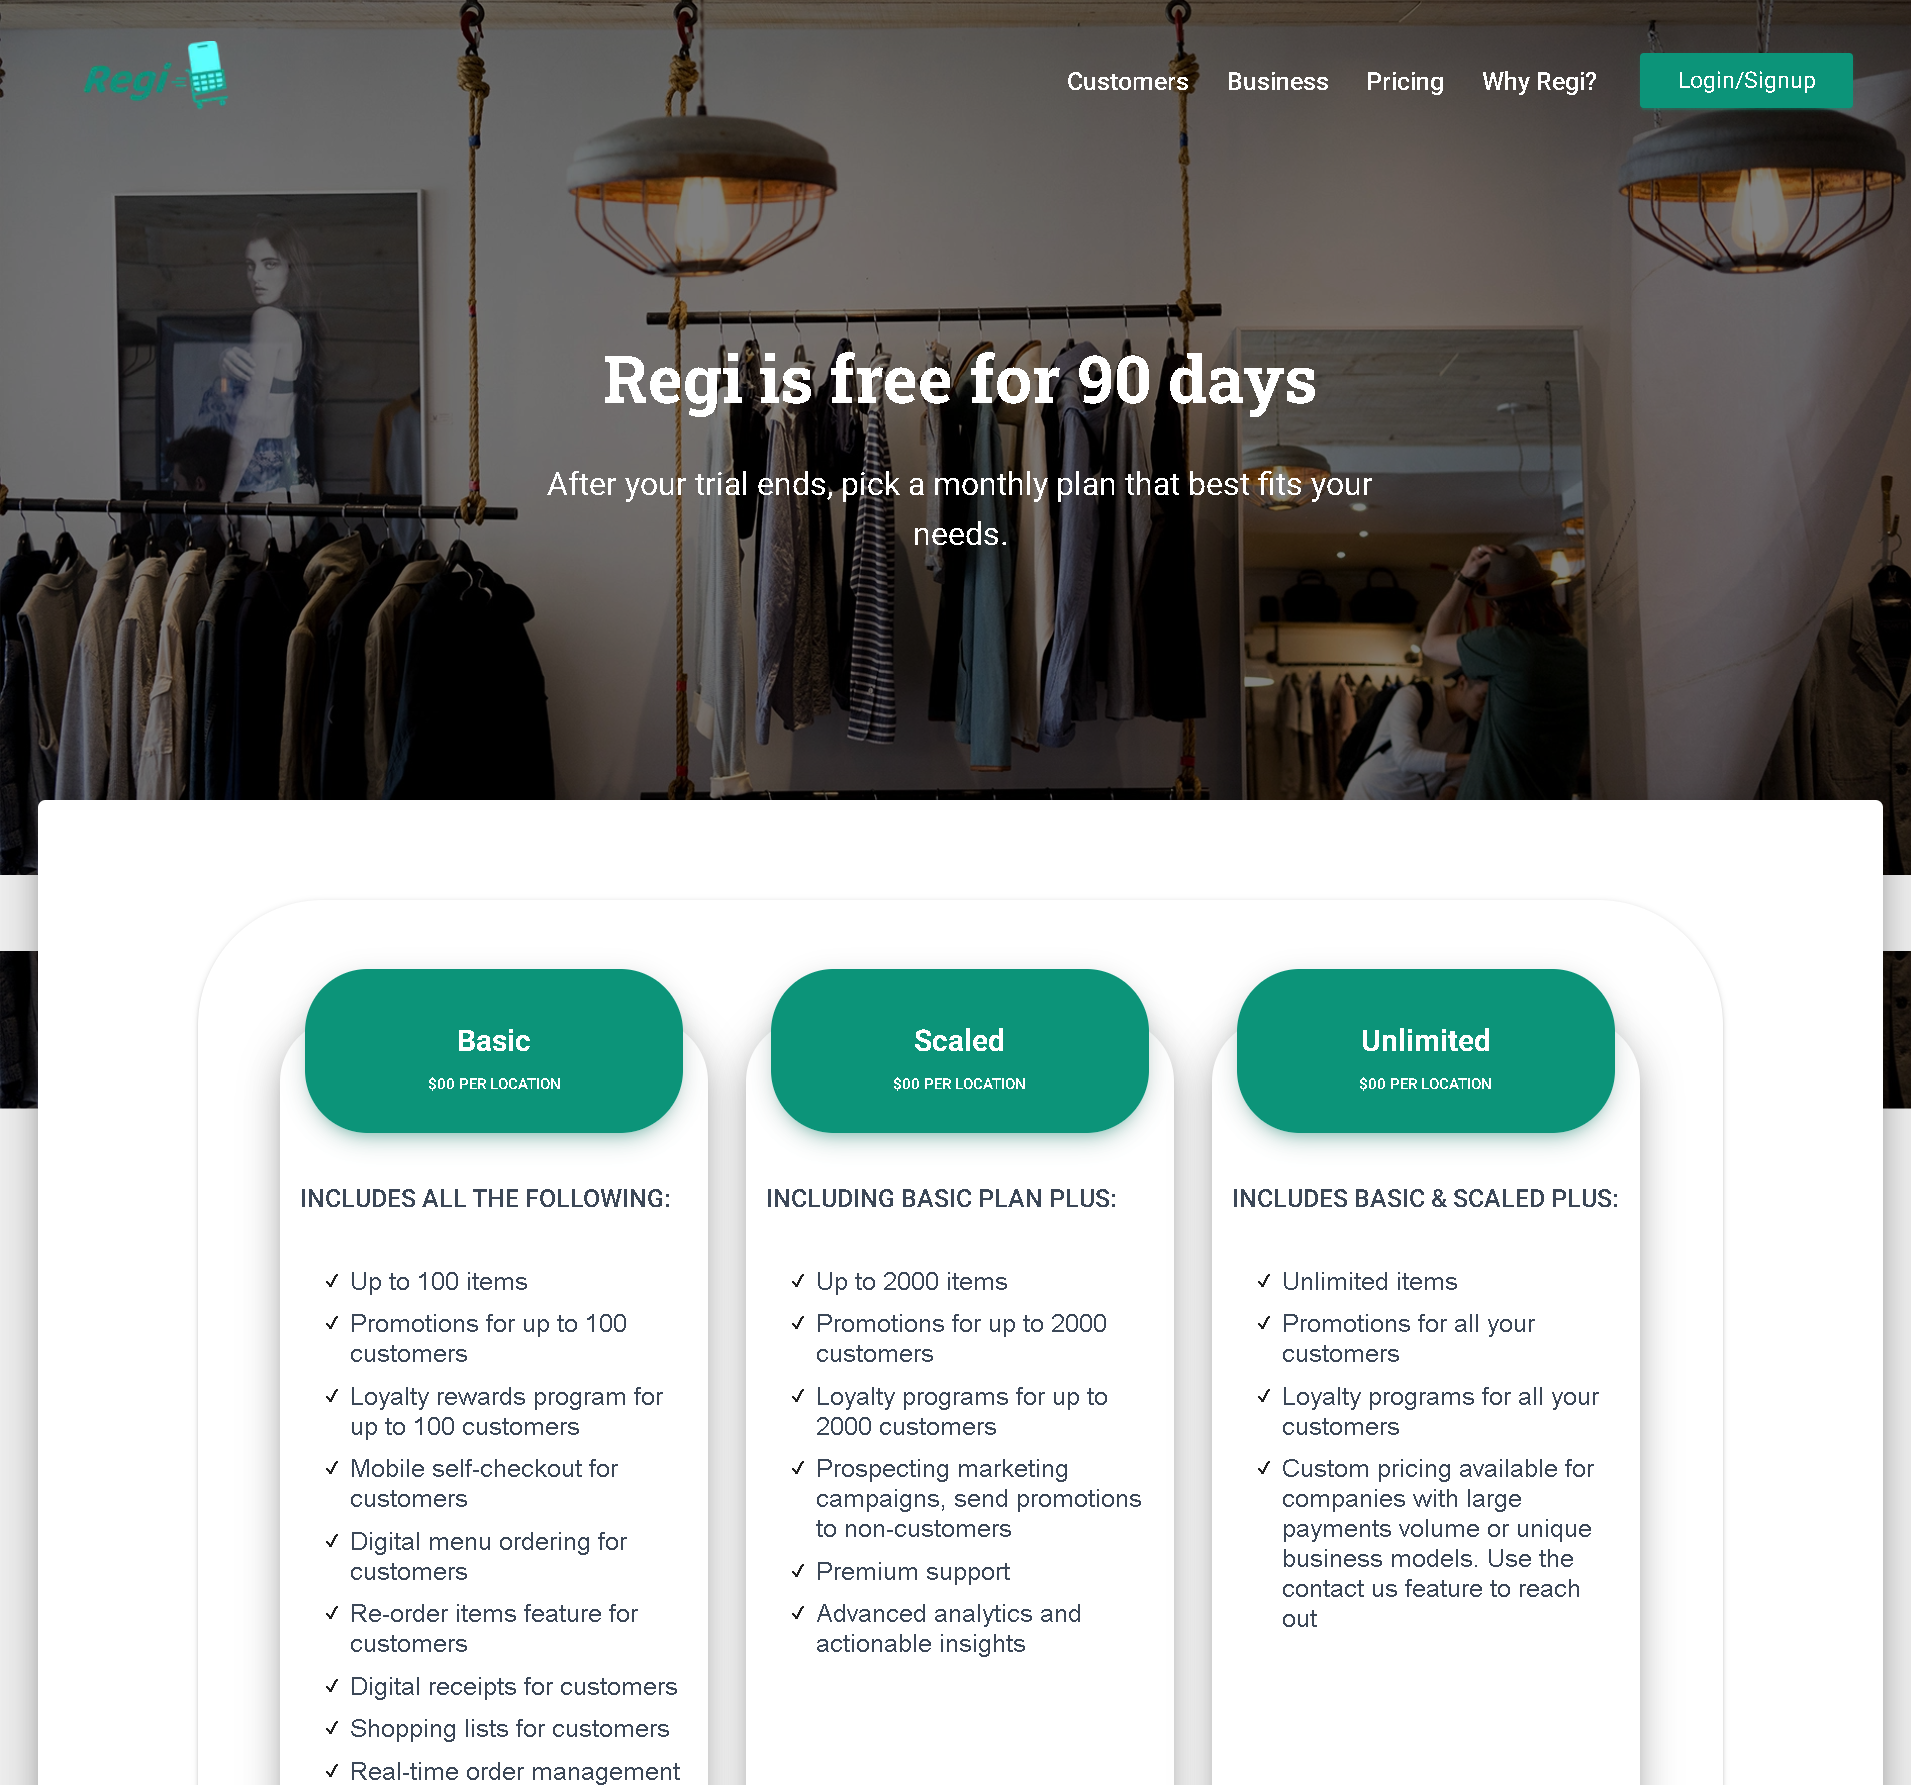 Regi
Customers
Business
Pricing
Why Regi?
Login/Signup
Regi is free for 90 days
After your trial ends, pick a monthly plan that best fits your
needs.
Basic
$00 PER LOCATION
INCLUDES ALL THE FOLLOWING:
✓ Up to 100 items
✓ Promotions for up to 100
customers
✓ Loyalty rewards program for
up to 100 customers
✓ Mobile self-checkout for
customers
✓ Digital menu ordering for
customers
✓ Re-order items feature for
customers
✓ Digital receipts for customers
✓ Shopping lists for customers
✓ Real-time order management
Scaled
$00 PER LOCATION
INCLUDING BASIC PLAN PLUS:
✓ Up to 2000 items
✓ Promotions for up to 2000
customers
✓ Loyalty programs for up to
2000 customers
✓ Prospecting marketing
campaigns, send promotions
to non-customers
✓ Premium support
✓ Advanced analytics and
actionable insights
Unlimited
$00 PER LOCATION
INCLUDES BASIC & SCALED PLUS:
✓ Unlimited items
✓ Promotions for all your
customers
✓ Loyalty programs for all your
customers
✓ Custom pricing available for
companies with large
payments volume or unique
business models. Use the
contact us feature to reach
out